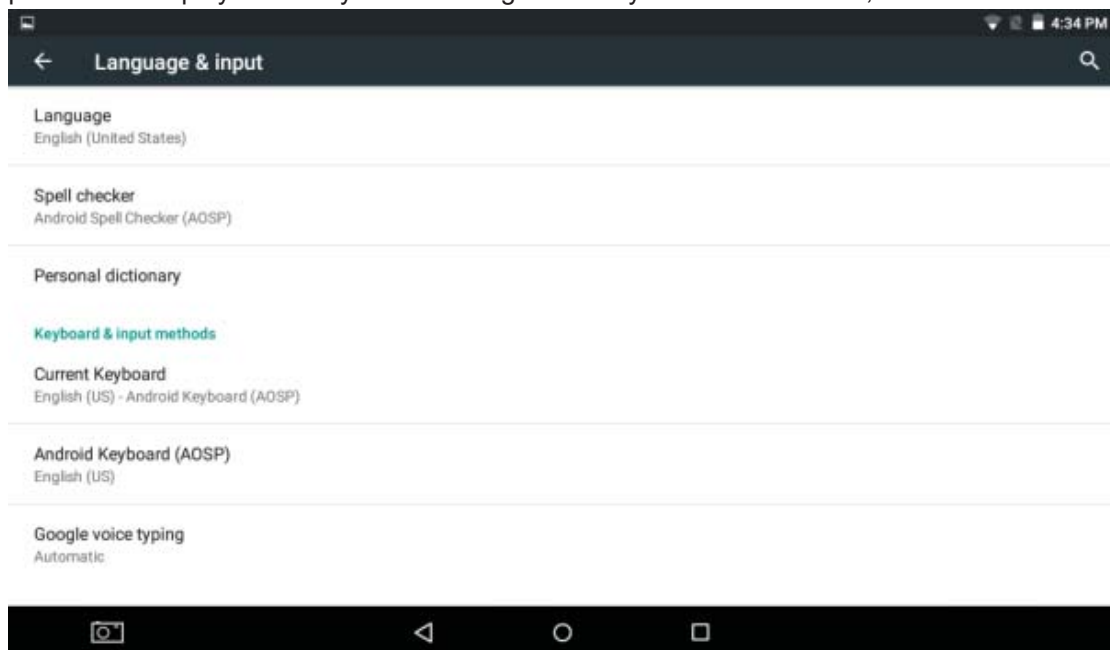 4:34 PM
Language & input
Language
English (United States)
Spell checker
Android Spell Checker (AOSP)
Personal dictionary
Keyboard & input methods
Current Keyboard
English (US) - Android Keyboard (AOSP)
Android Keyboard (AOSP)
English (US)
Google voice typing
Automatic